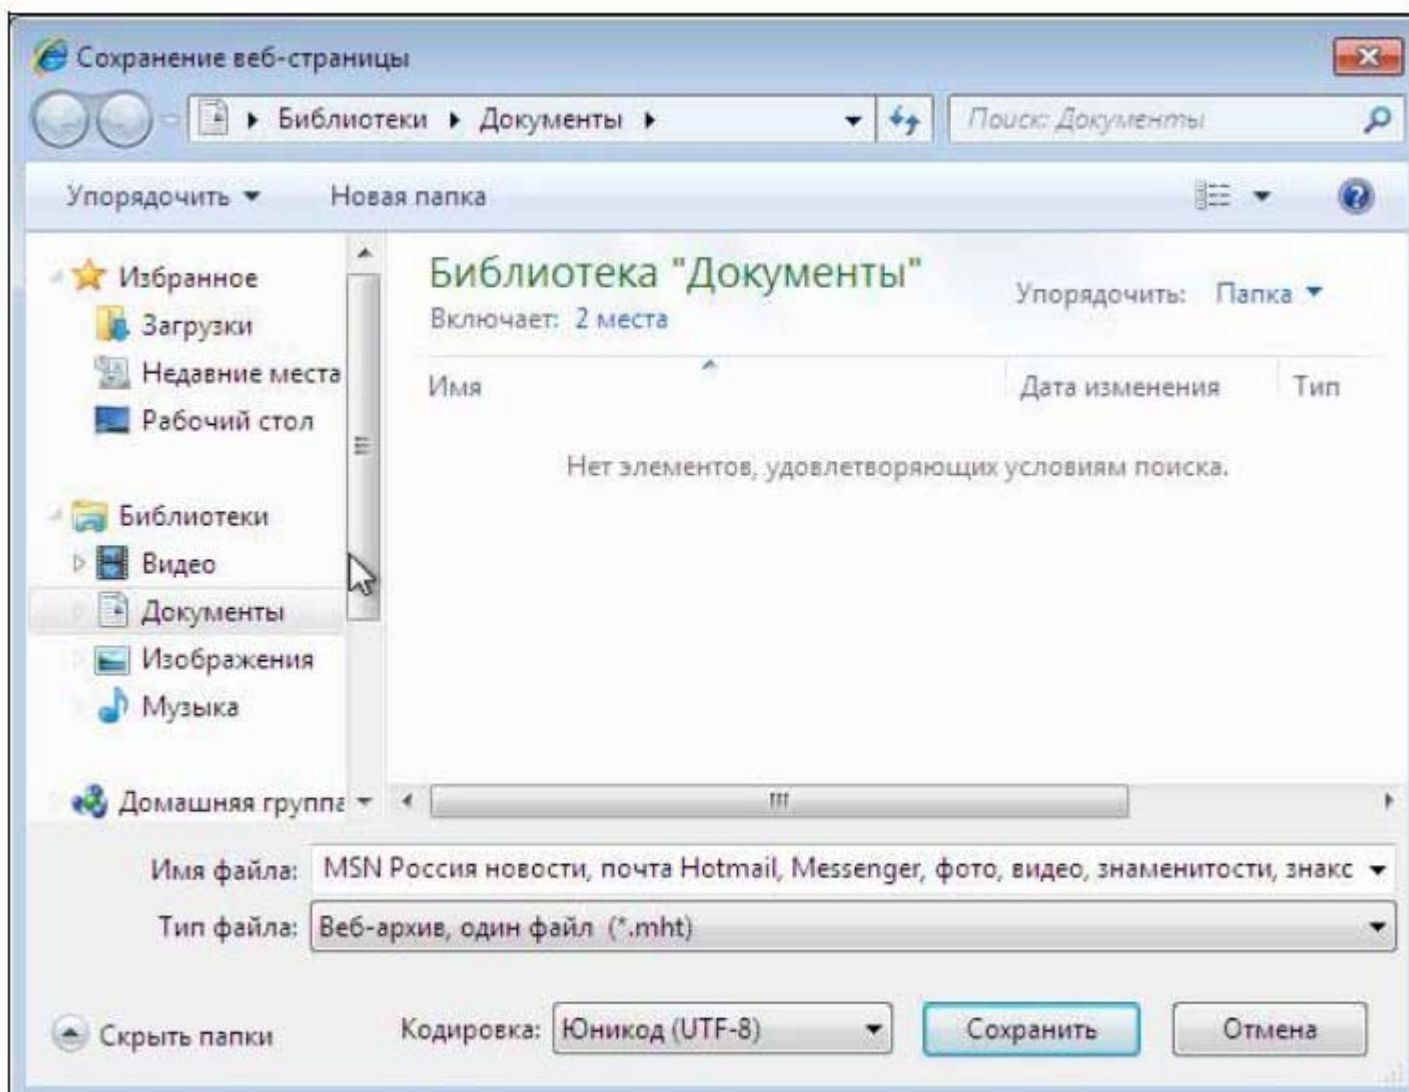 Сохранение веб-страницы
Библиотеки Документы
Поиск: Документы
Упорядочить Новая папка
Избранное
Загрузки
Недавние места
Рабочий стол
Библиотеки
Видео
Документы
Изображения
Музыка
Домашняя группа
Библиотека "Документы"
Включает: 2 места
Упорядочить: Папка
Имя Дата изменения Тип
Нет элементов, удовлетворяющих условиям поиска.
Имя файла: MSN Россия новости, почта Hotmail, Messenger, фото, видео, знаменитости, знакс
Тип файла: Веб-архив, один файл (*.mht)
Скрыть папки Кодировка: Юникод (UTF-8) Сохранить Отмена